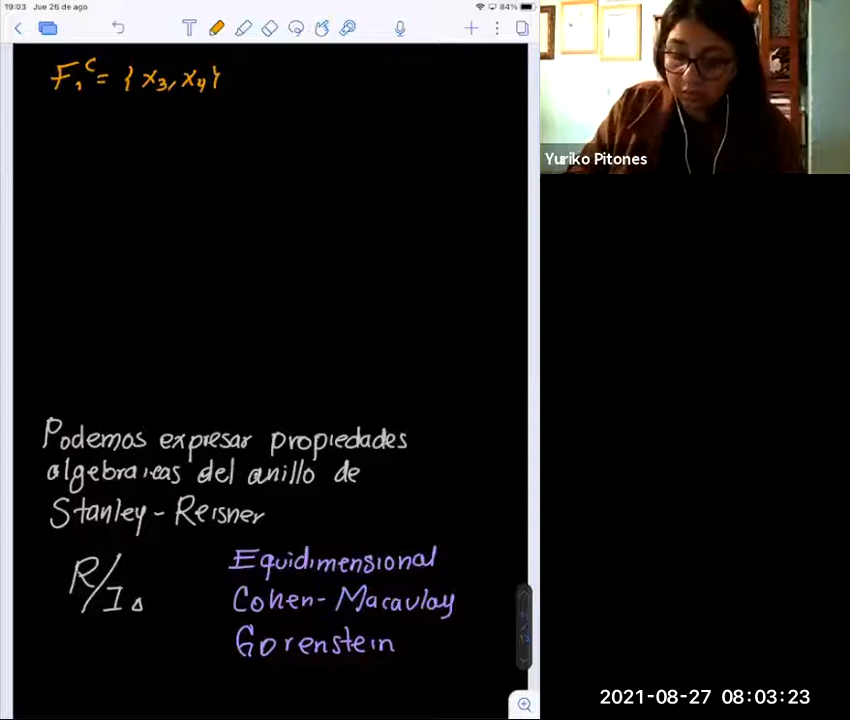 19:03 Jue 26 de ago
84%
F₁ᶜ = { x₃, x₄ }
Yuriko Pitones
Podemos expresar propiedades
algebraicas del anillo de
Stanley - Reisner
R/I_Δ
Equidimensional
Cohen - Macaulay
Gorenstein
2021-08-27 08:03:23